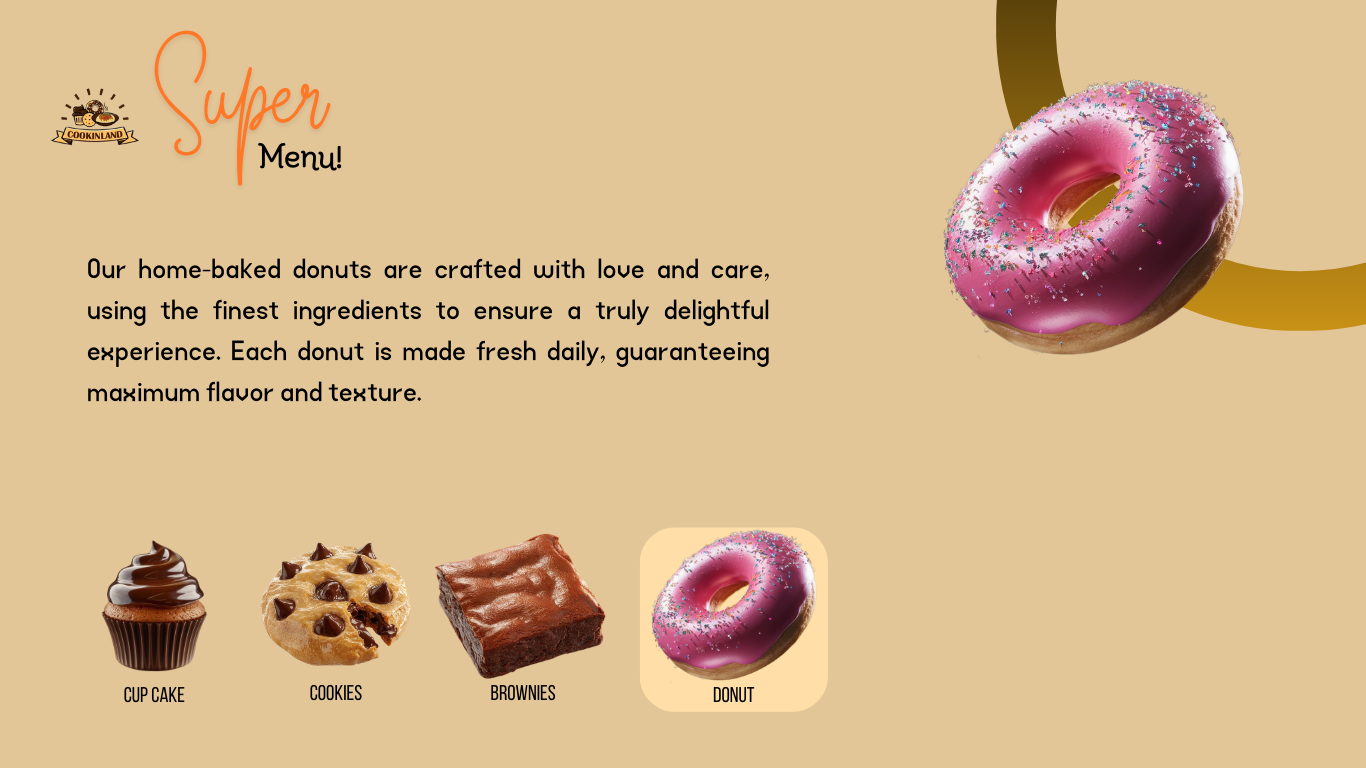 Super
COOKINLAND
Menu!
Our home-baked donuts are crafted with love and care,
using the finest ingredients to ensure a truly delightful
experience. Each donut is made fresh daily, guaranteeing
maximum flavor and texture.
CUP CAKE
COOKIES
BROWNIES
DONUT